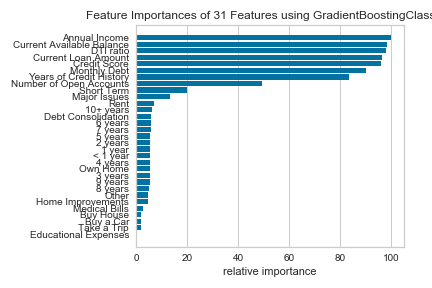 Feature Importances of 31 Features using GradientBoostingClass
Annual Income
Current Available Balance
DTI ratio
Current Loan Amount
Credit Score
Monthly Debt
Years of Credit History
Number of Open Accounts
Short Term
Major Issues
Rent
10+ years
Debt Consolidation
6 years
7 years
5 years
2 years
1 year
< 1 year
4 years
Own Home
3 years
9 years
8 years
Other
Home Improvements
Medical Bills
Buy House
Buy a Car
Take a Trip
Educational Expenses
0 20 40 60 80 100
relative importance